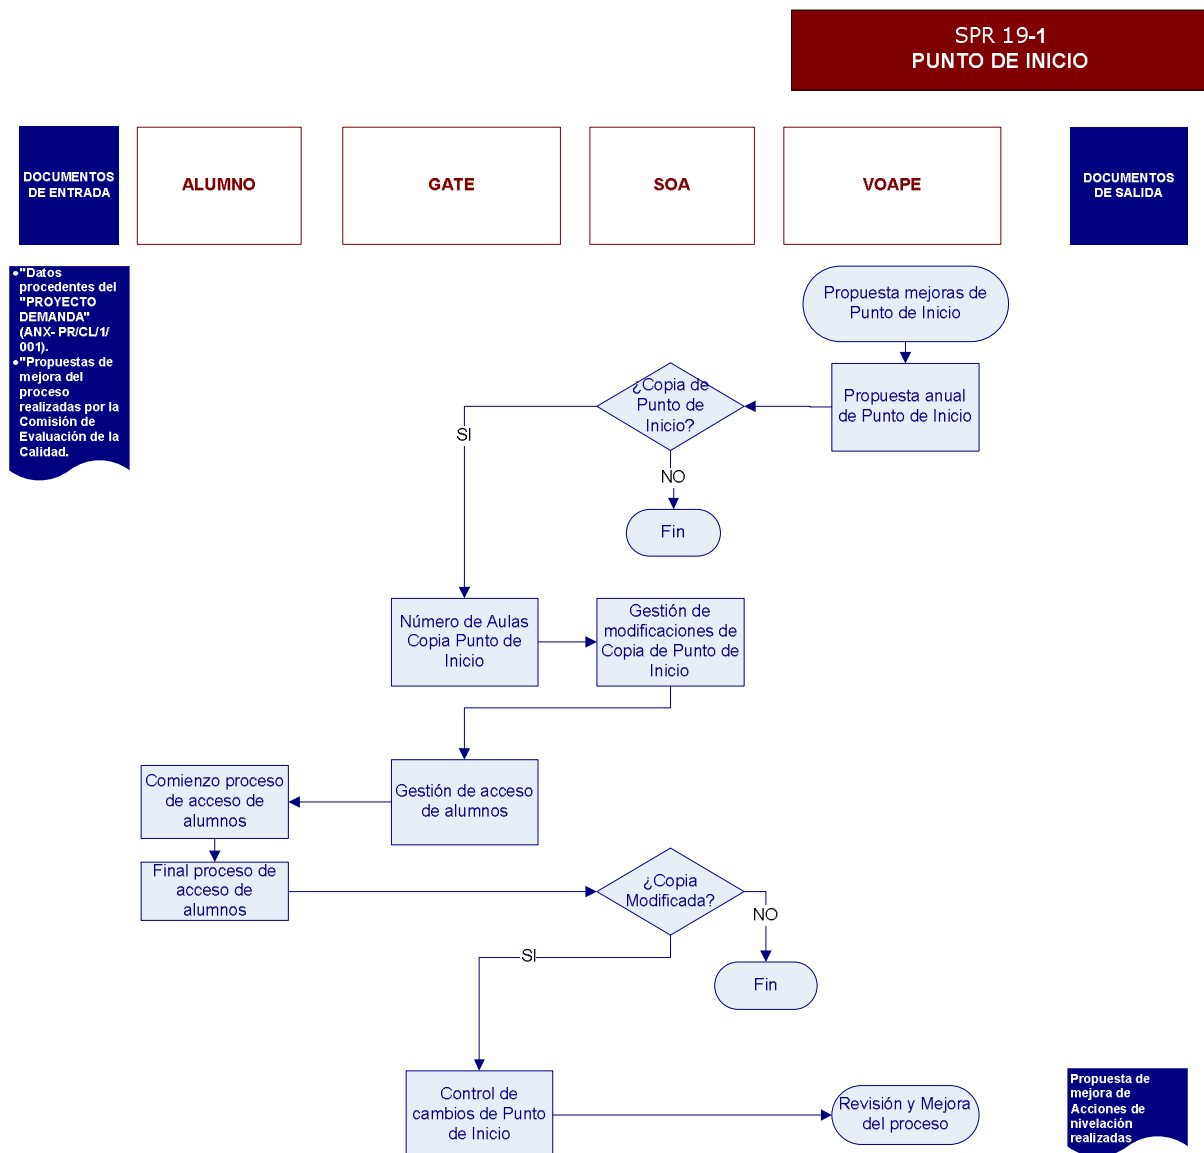 SPR 19-1
PUNTO DE INICIO
DOCUMENTOS
DE ENTRADA
ALUMNO
GATE
SOA
VOAPE
DOCUMENTOS
DE SALIDA
•"Datos
procedentes del
"PROYECTO
DEMANDA"
(ANX- PR/CL/1/
001).
•"Propuestas de
mejora del
proceso
realizadas por la
Comisión de
Evaluación de la
Calidad.
Propuesta mejoras de
Punto de Inicio
Propuesta anual
de Punto de Inicio
¿Copia de
Punto de
Inicio?
SI
NO
Fin
Número de Aulas
Copia Punto de
Inicio
Gestión de
modificaciones de
Copia de Punto de
Inicio
Gestión de acceso
de alumnos
Comienzo proceso
de acceso de
alumnos
Final proceso de
acceso de
alumnos
¿Copia
Modificada?
NO
SI
Fin
Control de
cambios de Punto
de Inicio
Revisión y Mejora
del proceso
Propuesta de
mejora de
Acciones de
nivelación
realizadas